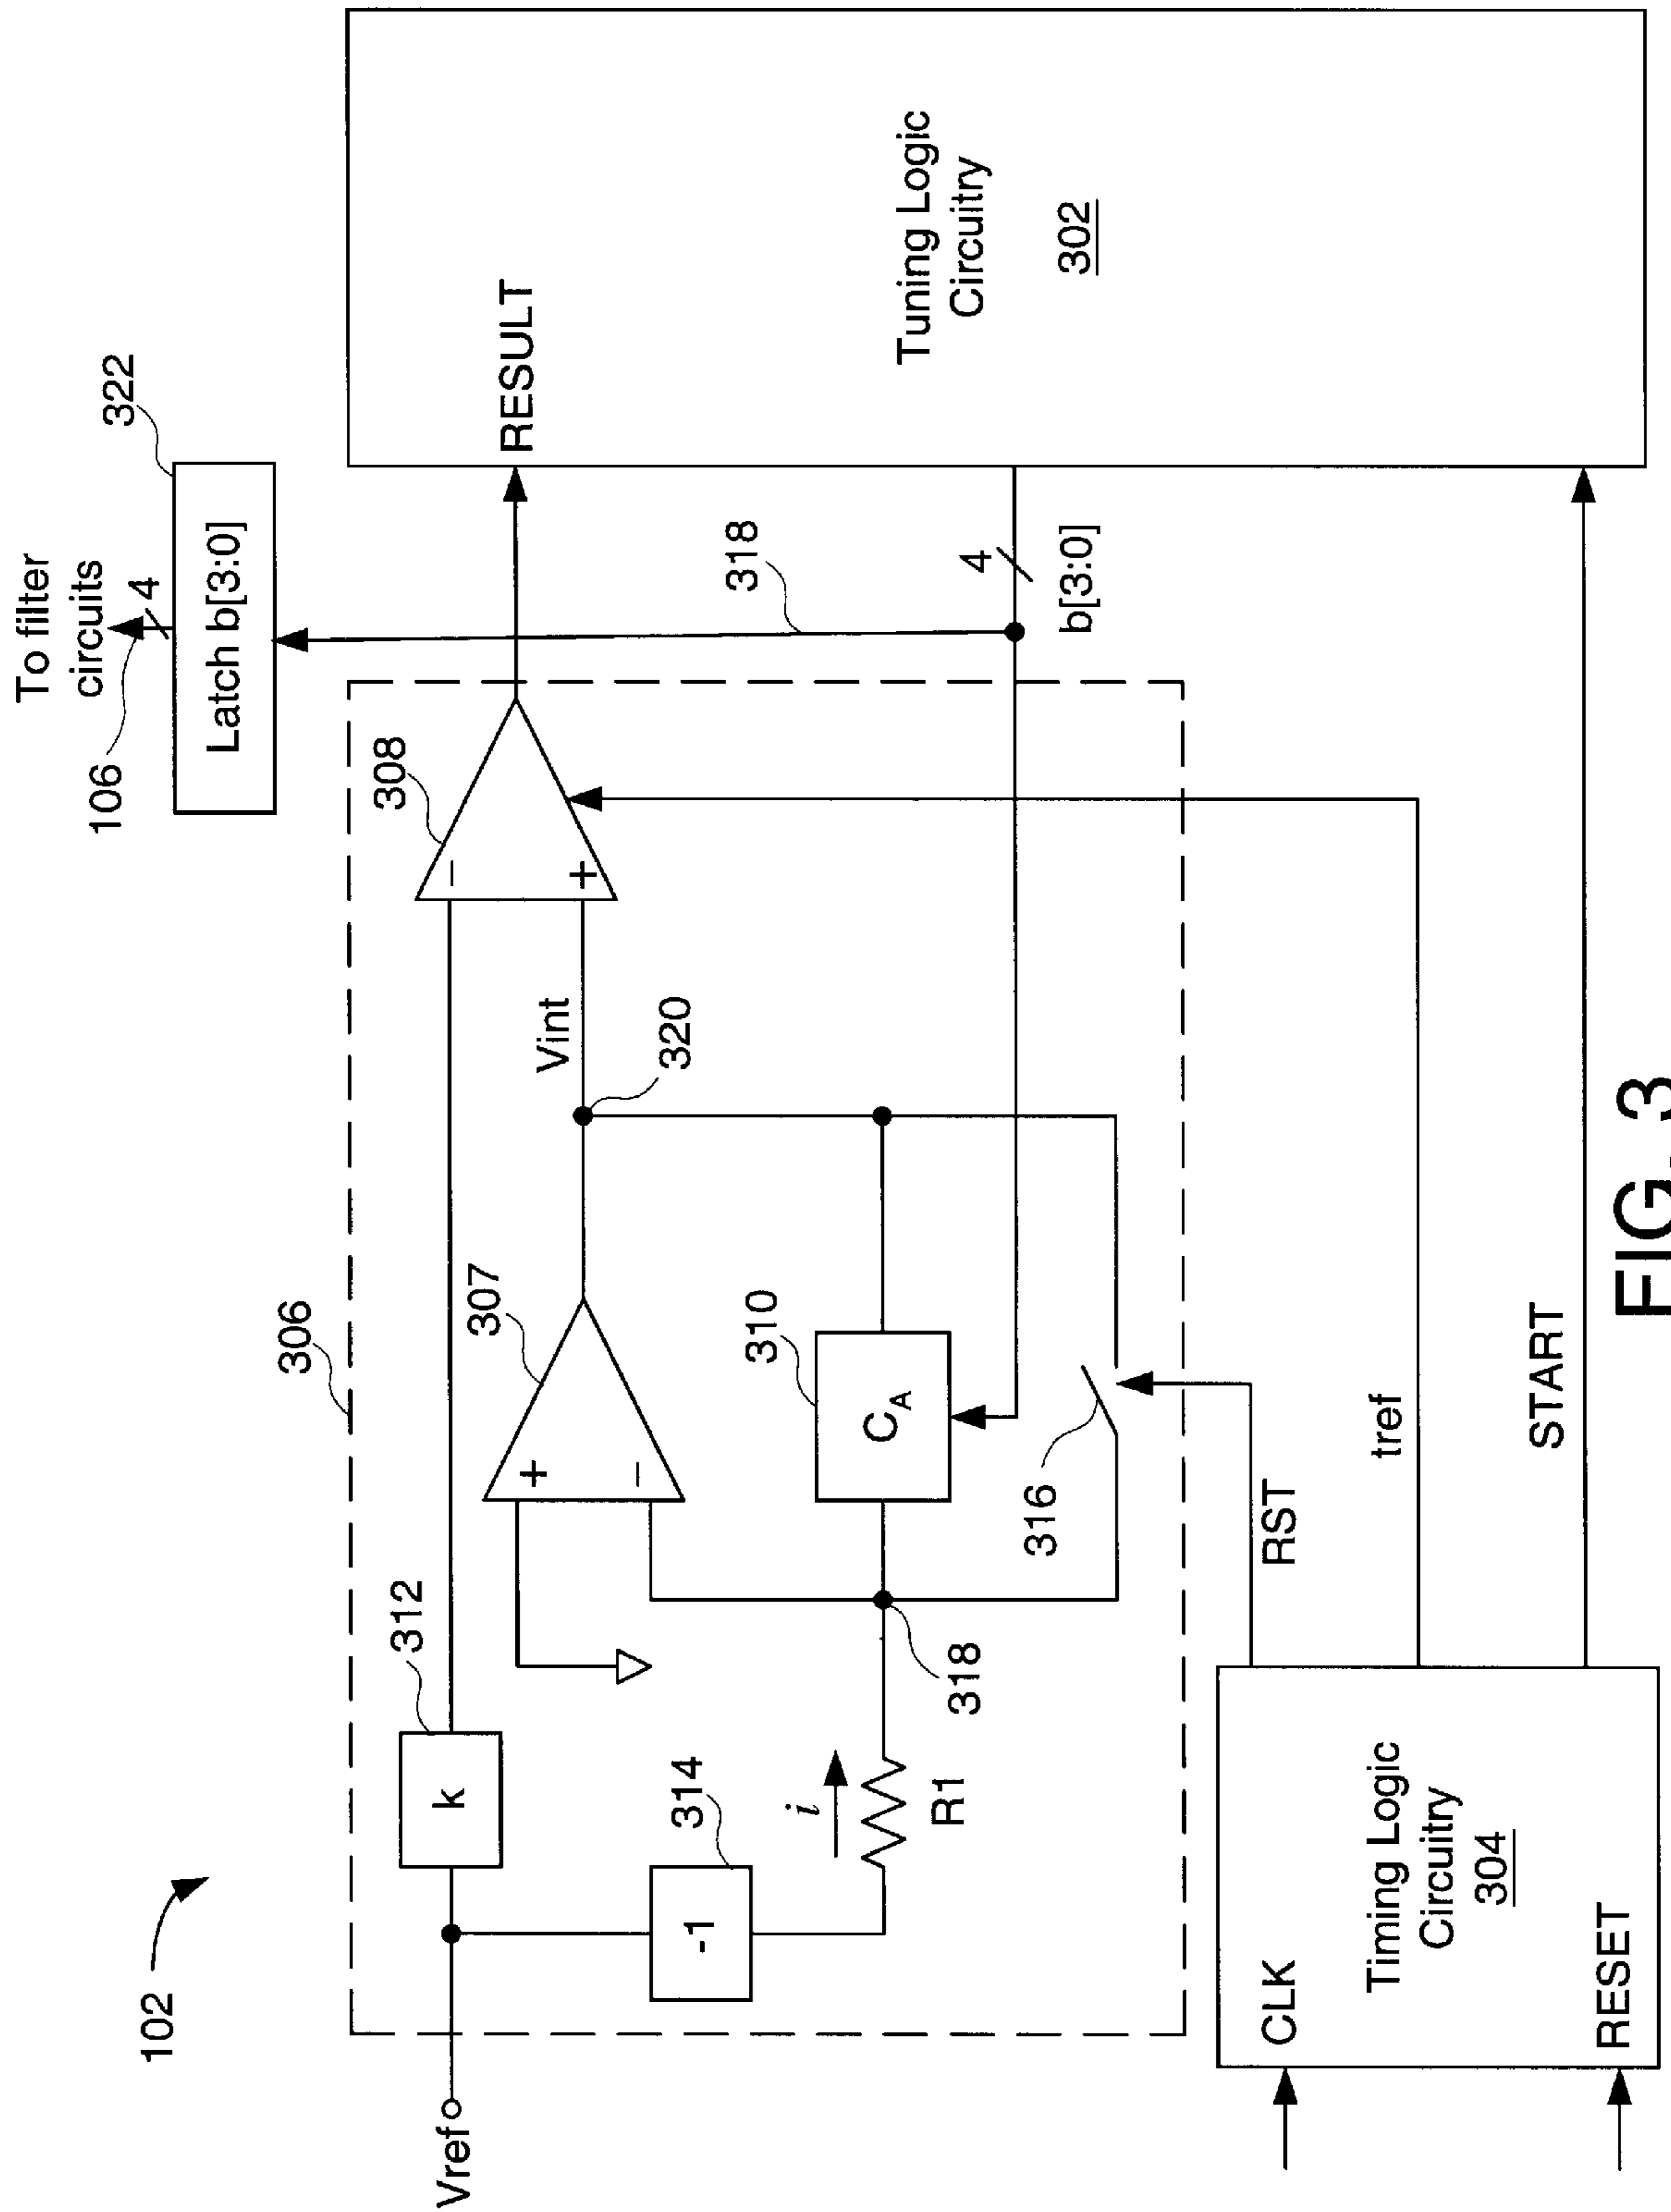 102
306
Vref
k
312
-1
314
i
R1
318
+
−
307
CA
310
316
Vint
320
−
+
308
To filter
circuits
106
4
Latch b[3:0]
322
318
4
b[3:0]
RESULT
Tuning Logic
Circuitry
302
CLK
RESET
Timing Logic
Circuitry
304
RST
tref
START
FIG. 3